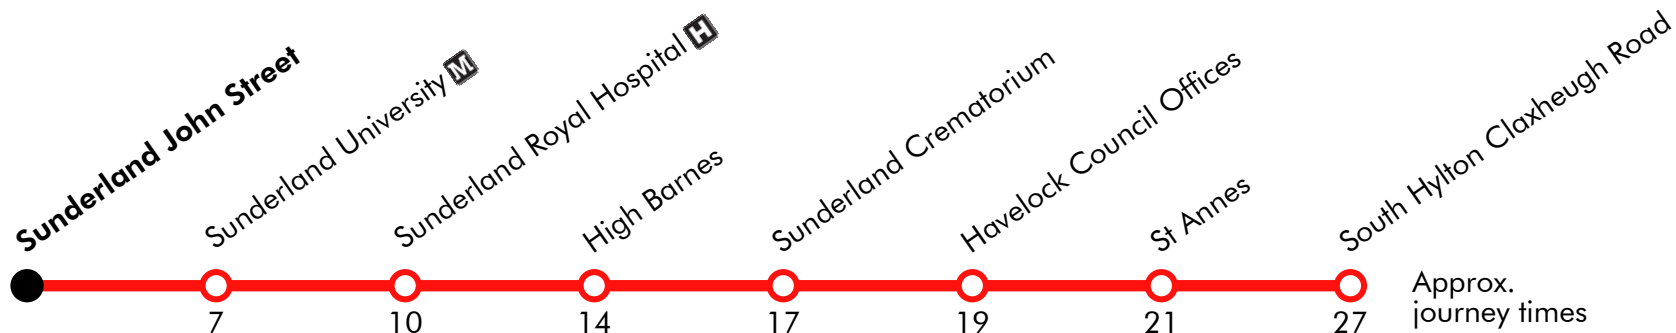 Sunderland John Street
Sunderland University M
Sunderland Royal Hospital H
High Barnes
Sunderland Crematorium
Havelock Council Offices
St Annes
South Hylton Claxheugh Road
7
10
14
17
19
21
27
Approx.
journey times